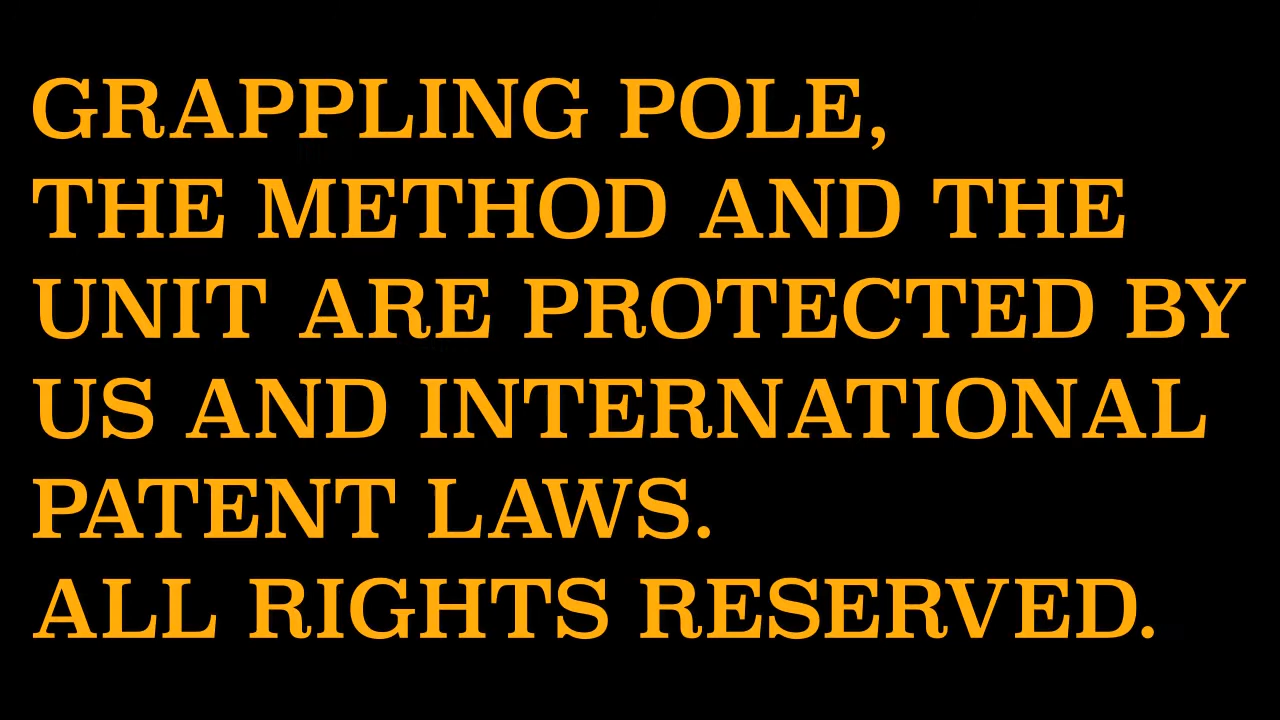 GRAPPLING POLE,
THE METHOD AND THE
UNIT ARE PROTECTED BY
US AND INTERNATIONAL
PATENT LAWS.
ALL RIGHTS RESERVED.